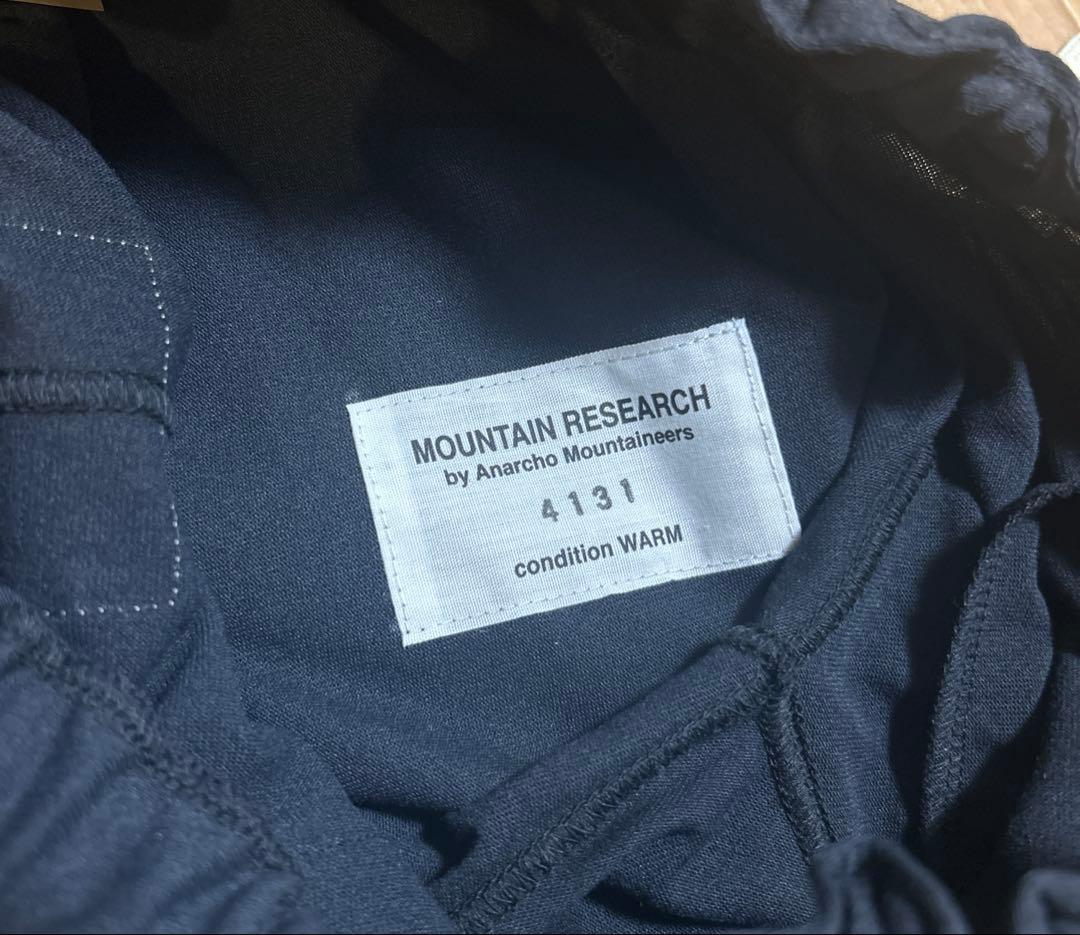 MOUNTAIN RESEARCH
by Anarcho Mountaineers
4131
condition WARM